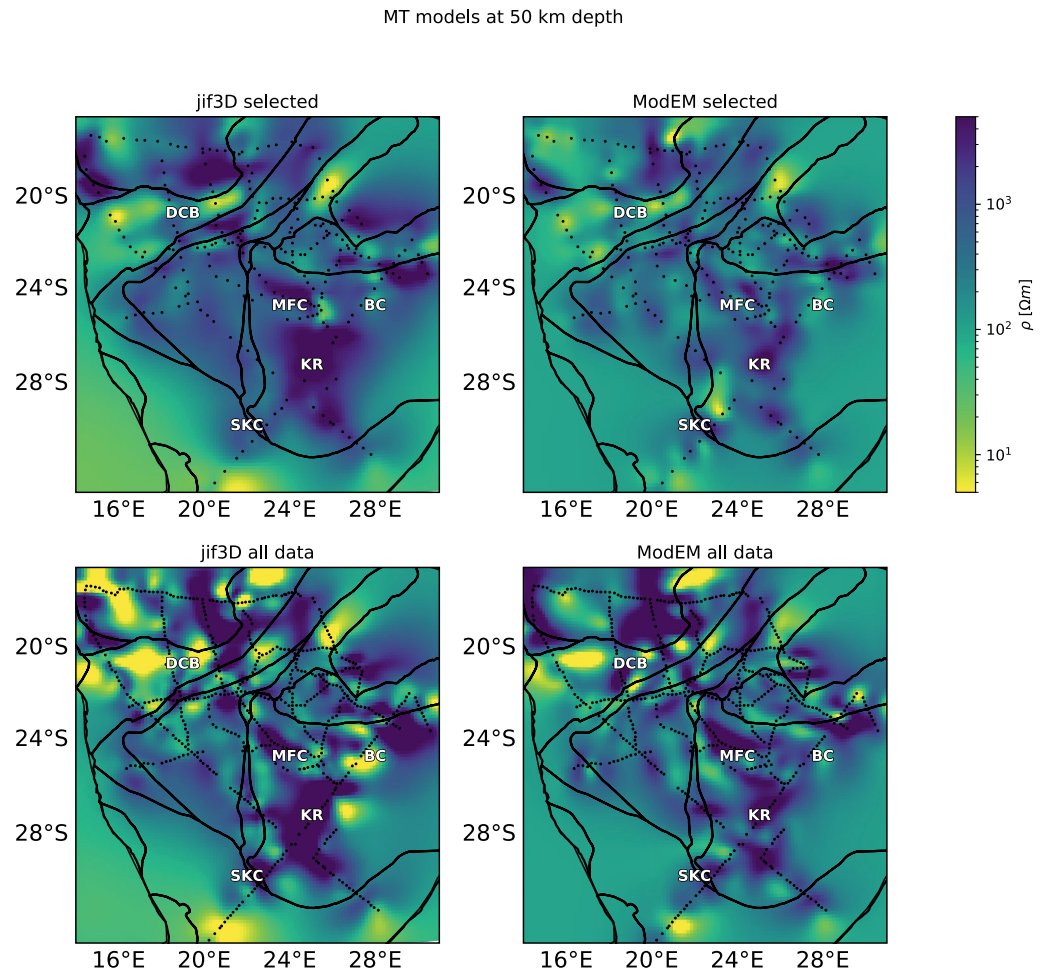 MT models at 50 km depth
jif3D selected
ModEM selected
20°S
24°S
28°S
DCB
MFC
BC
KR
SKC
16°E 20°E 24°E 28°E
DCB
MFC
BC
KR
SKC
16°E 20°E 24°E 28°E
10³
10²
10¹
ρ [Ωm]
jif3D all data
ModEM all data
20°S
24°S
28°S
DCB
MFC
BC
KR
SKC
16°E 20°E 24°E 28°E
DCB
MFC
BC
KR
SKC
16°E 20°E 24°E 28°E